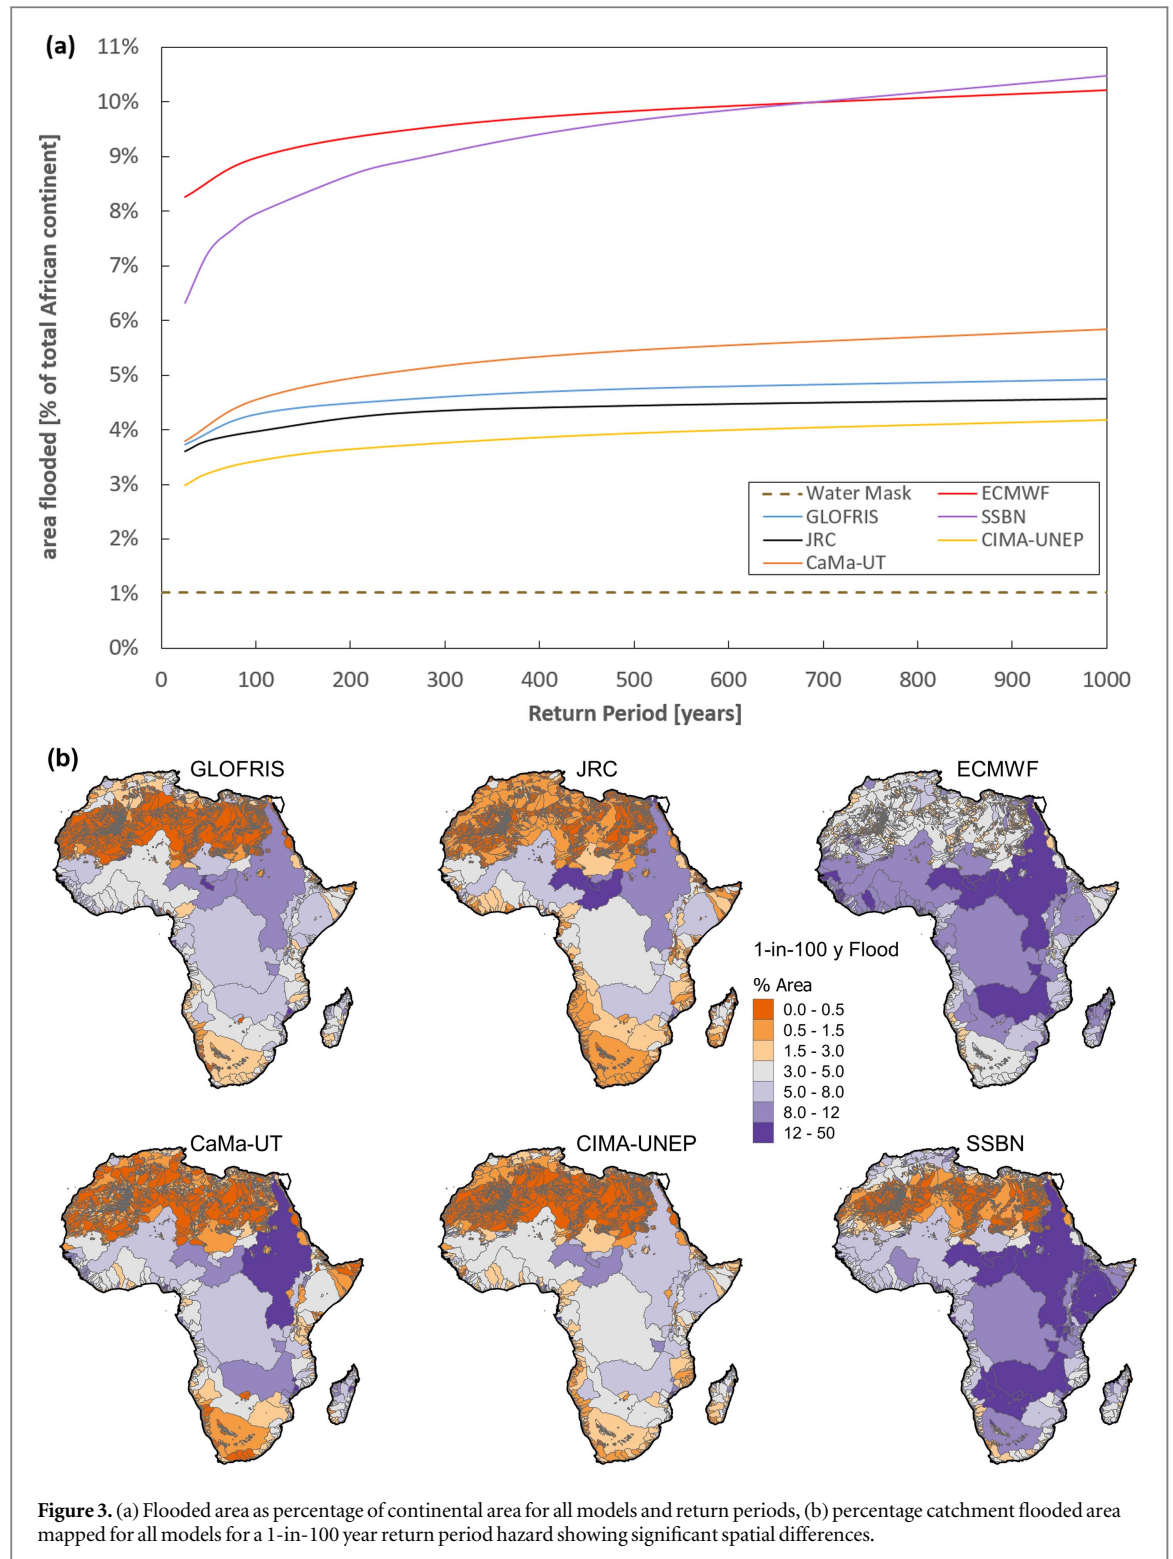 (a)
11%
10%
9%
8%
7%
6%
5%
4%
3%
2%
1%
0%
area flooded [% of total African continent]
Water Mask
ECMWF
GLOFRIS
SSBN
JRC
CIMA-UNEP
CaMa-UT
0 100 200 300 400 500 600 700 800 900 1000
Return Period [years]
(b)
GLOFRIS
JRC
ECMWF
1-in-100 y Flood
% Area
0.0 - 0.5
0.5 - 1.5
1.5 - 3.0
3.0 - 5.0
5.0 - 8.0
8.0 - 12
12 - 50
CaMa-UT
CIMA-UNEP
SSBN
Figure 3. (a) Flooded area as percentage of continental area for all models and return periods, (b) percentage catchment flooded area
mapped for all models for a 1-in-100 year return period hazard showing significant spatial differences.